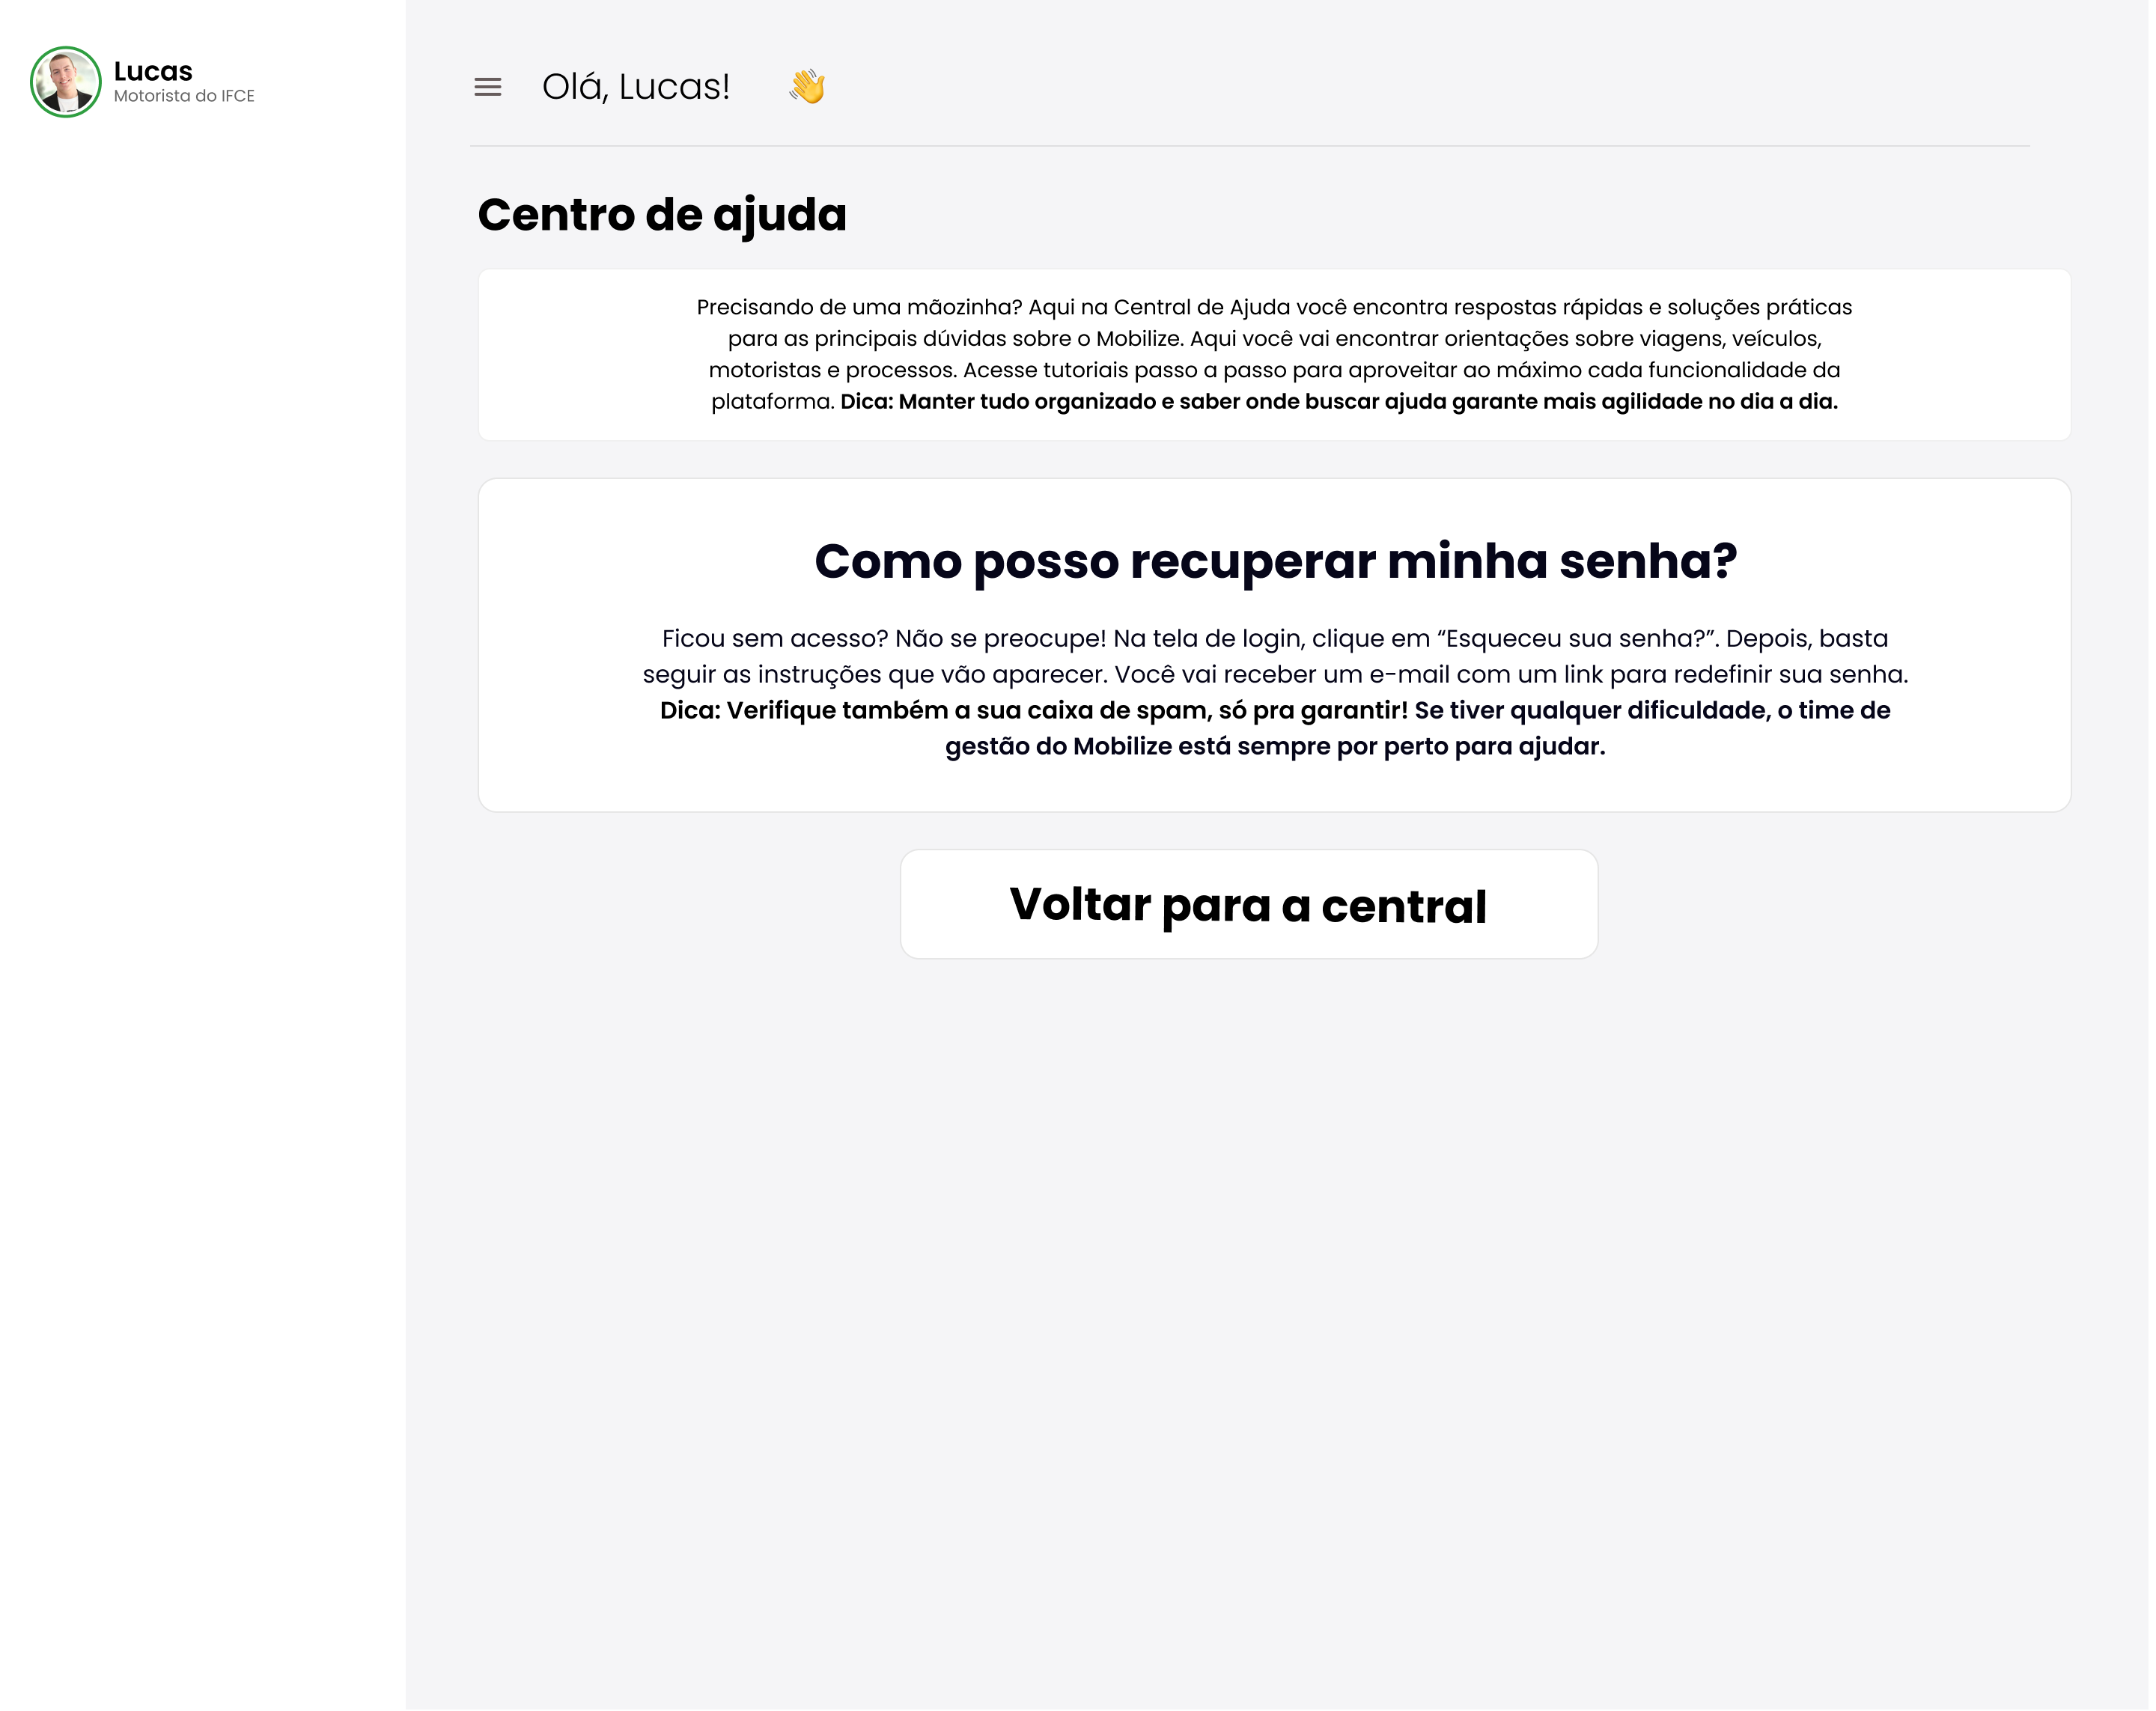 Lucas
Motorista do IFCE
Olá, Lucas! 👋
Centro de ajuda
Precisando de uma mãozinha? Aqui na Central de Ajuda você encontra respostas rápidas e soluções práticas
para as principais dúvidas sobre o Mobilize. Aqui você vai encontrar orientações sobre viagens, veículos,
motoristas e processos. Acesse tutoriais passo a passo para aproveitar ao máximo cada funcionalidade da
plataforma. Dica: Manter tudo organizado e saber onde buscar ajuda garante mais agilidade no dia a dia.
Como posso recuperar minha senha?
Ficou sem acesso? Não se preocupe! Na tela de login, clique em “Esqueceu sua senha?”. Depois, basta
seguir as instruções que vão aparecer. Você vai receber um e-mail com um link para redefinir sua senha.
Dica: Verifique também a sua caixa de spam, só pra garantir! Se tiver qualquer dificuldade, o time de
gestão do Mobilize está sempre por perto para ajudar.
Voltar para a central